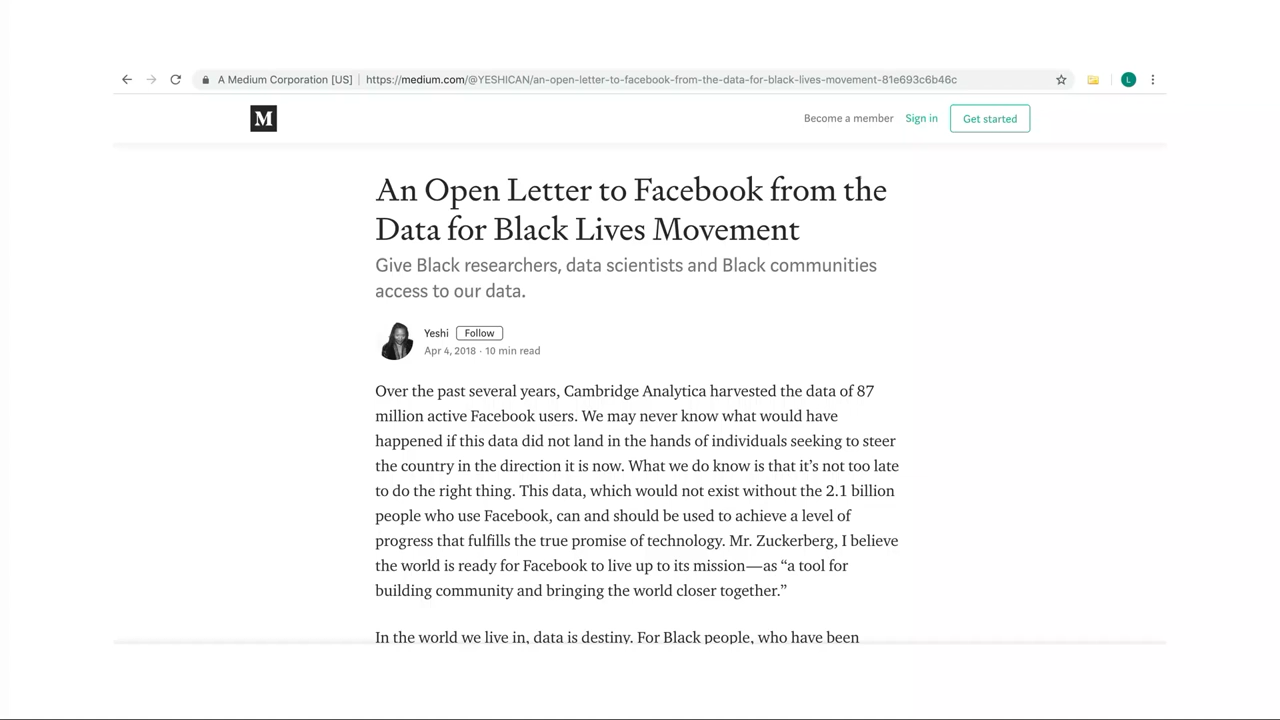 A Medium Corporation [US] https://medium.com/@YESHICAN/an-open-letter-to-facebook-from-the-data-for-black-lives-movement-81e693c6b46c
L
M
Become a member Sign in Get started
An Open Letter to Facebook from the
Data for Black Lives Movement
Give Black researchers, data scientists and Black communities
access to our data.
Yeshi Follow
Apr 4, 2018 · 10 min read
Over the past several years, Cambridge Analytica harvested the data of 87
million active Facebook users. We may never know what would have
happened if this data did not land in the hands of individuals seeking to steer
the country in the direction it is now. What we do know is that it’s not too late
to do the right thing. This data, which would not exist without the 2.1 billion
people who use Facebook, can and should be used to achieve a level of
progress that fulfills the true promise of technology. Mr. Zuckerberg, I believe
the world is ready for Facebook to live up to its mission—as “a tool for
building community and bringing the world closer together.”
In the world we live in, data is destiny. For Black people, who have been